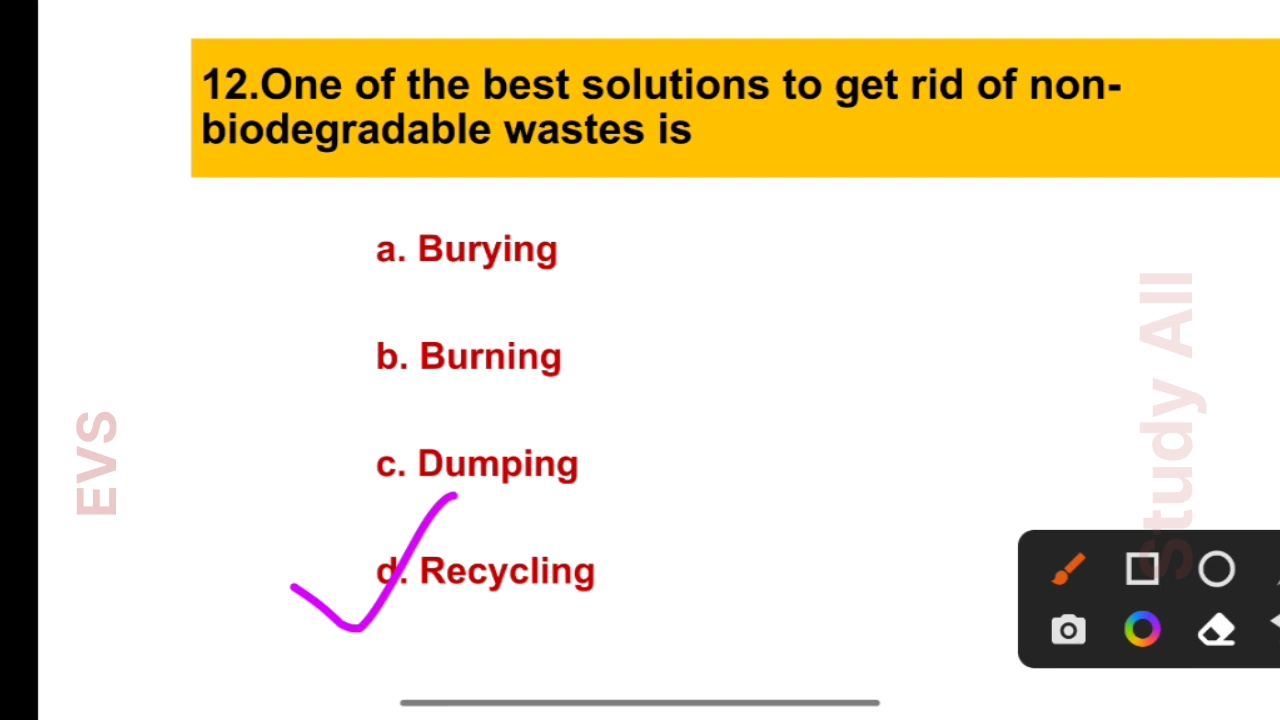 12.One of the best solutions to get rid of non-
biodegradable wastes is
a. Burying
b. Burning
c. Dumping
d. Recycling
EVS
Study All